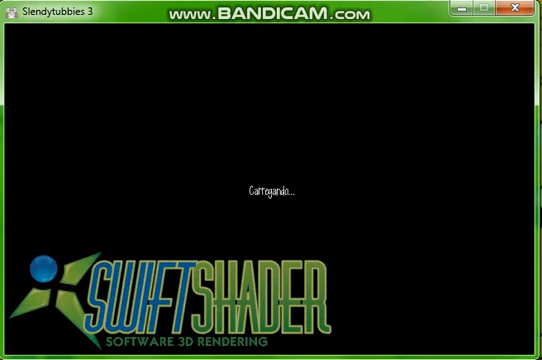 Slendytubbies 3
www.BANDICAM.com
Carregando...
SWIFTSHADER
SOFTWARE 3D RENDERING